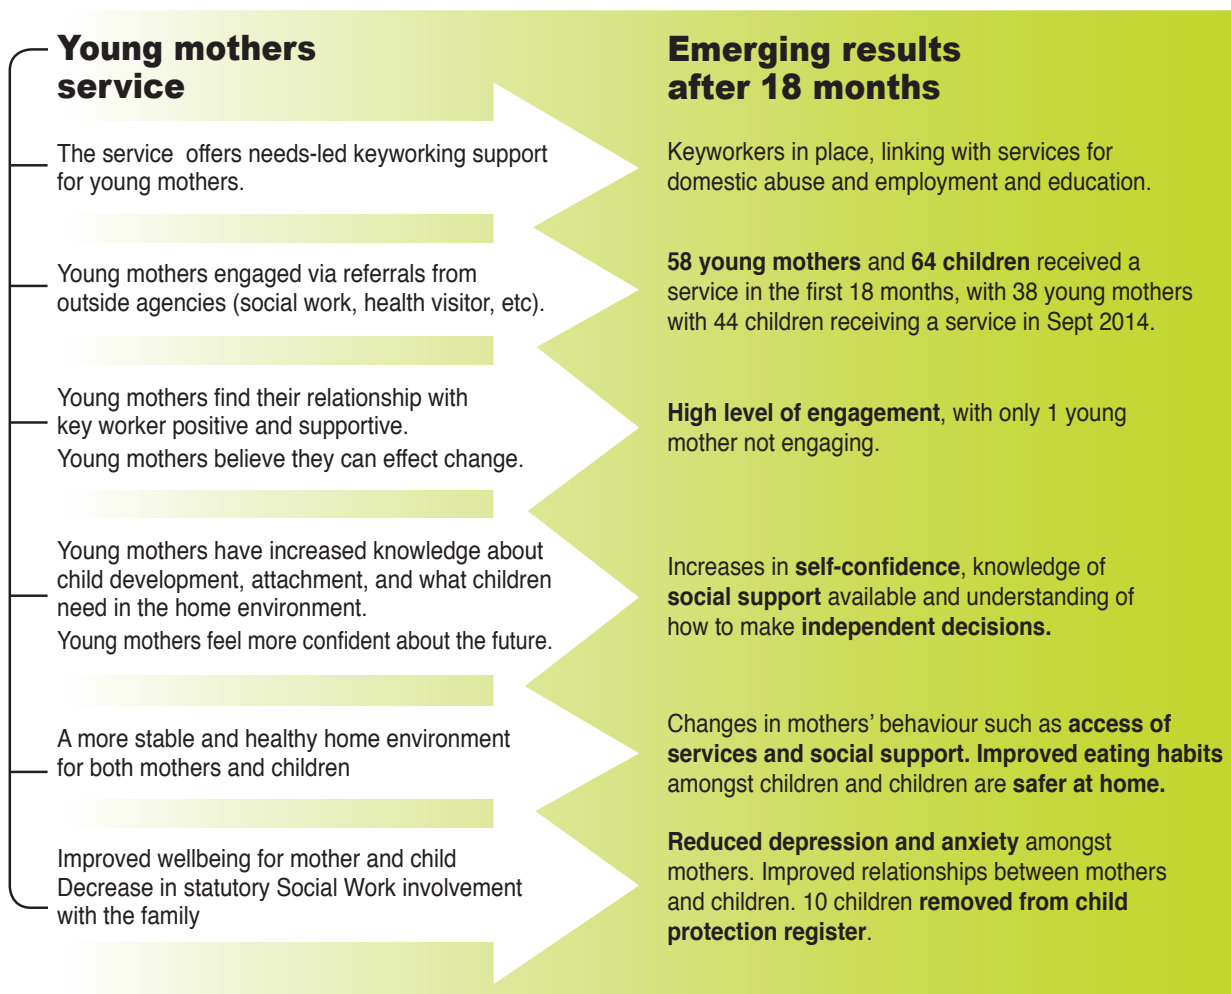 Young mothers
service
The service offers needs-led keyworking support
for young mothers.
Young mothers engaged via referrals from
outside agencies (social work, health visitor, etc).
Young mothers find their relationship with
key worker positive and supportive.
Young mothers believe they can effect change.
Young mothers have increased knowledge about
child development, attachment, and what children
need in the home environment.
Young mothers feel more confident about the future.
A more stable and healthy home environment
for both mothers and children
Improved wellbeing for mother and child
Decrease in statutory Social Work involvement
with the family
Emerging results
after 18 months
Keyworkers in place, linking with services for
domestic abuse and employment and education.
58 young mothers and 64 children received a
service in the first 18 months, with 38 young mothers
with 44 children receiving a service in Sept 2014.
High level of engagement, with only 1 young
mother not engaging.
Increases in self-confidence, knowledge of
social support available and understanding of
how to make independent decisions.
Changes in mothers' behaviour such as access of
services and social support. Improved eating habits
amongst children and children are safer at home.
Reduced depression and anxiety amongst
mothers. Improved relationships between mothers
and children. 10 children removed from child
protection register.